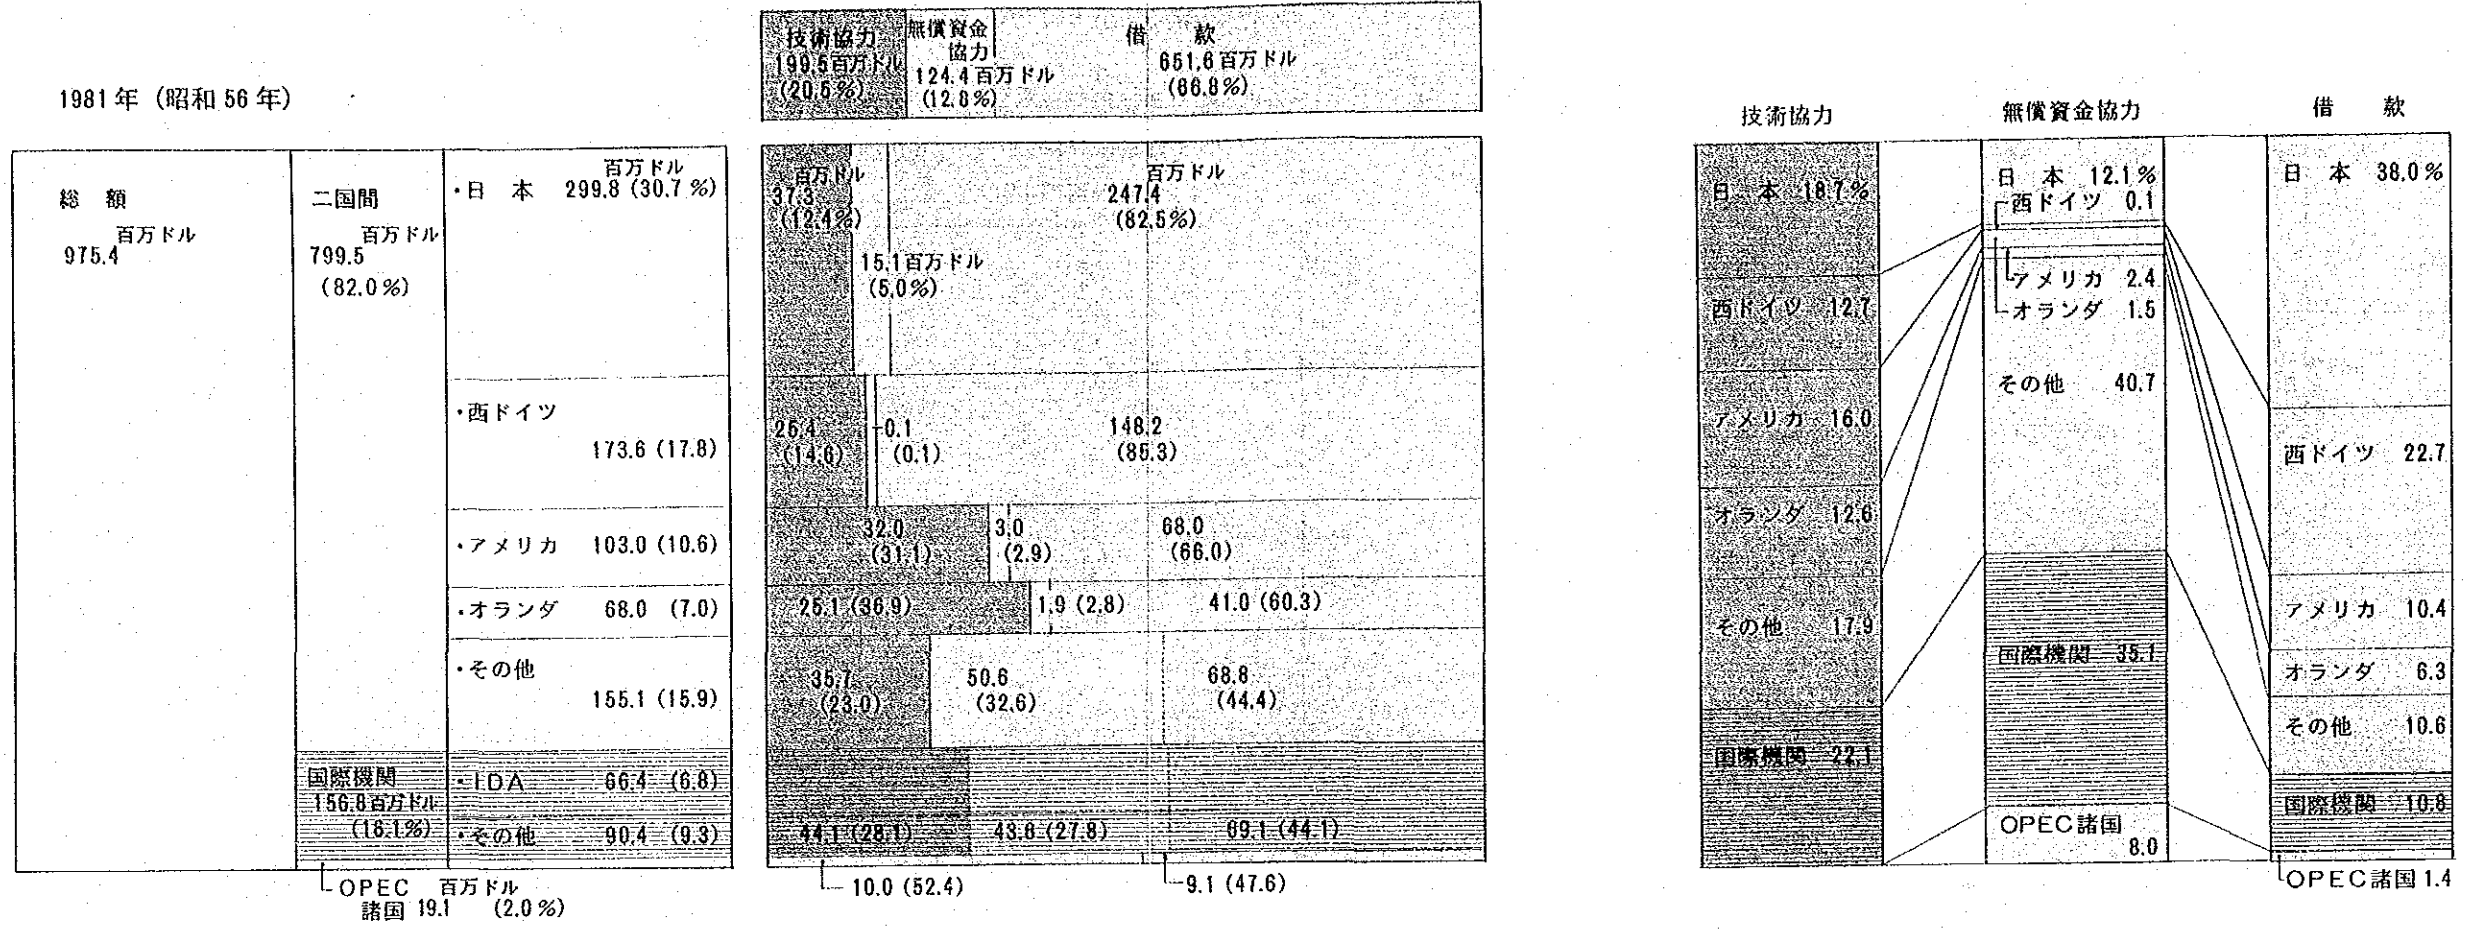 1981年（昭和56年）
技術協力
199.5百万ドル
(20.5%)
無償資金
協力
124.4百万ドル
(12.8%)
借　款
651.6百万ドル
(66.8%)
総　額
百万ドル
975.4
二国間
百万ドル
799.5
(82.0%)
百万ドル
・日　本　299.8 (30.7%)
・西ドイツ
173.6 (17.8)
・アメリカ　103.0 (10.6)
・オランダ　68.0 (7.0)
・その他
155.1 (15.9)
国際機関
156.8百万ドル
(16.1%)
・IDA　66.4 (6.8)
・その他　90.4 (9.3)
OPEC　百万ドル
諸国 19.1　(2.0%)
百万ドル
37.3
(12.4%)
15.1百万ドル
(5.0%)
百万ドル
247.4
(82.5%)
25.4
(14.6)
0.1
(0.1)
148.2
(85.3)
32.0
(31.1)
3.0
(2.9)
68.0
(66.0)
25.1 (36.9)
1.9 (2.8)
41.0 (60.3)
35.7
(23.0)
50.6
(32.6)
68.8
(44.4)
44.1 (28.1)
43.6 (27.8)
69.1 (44.1)
10.0 (52.4)
9.1 (47.6)
技術協力
日　本　18.7%
西ドイツ　12.7
アメリカ　16.0
オランダ　12.6
その他　17.9
国際機関　22.1
無償資金協力
日　本　12.1%
西ドイツ　0.1
アメリカ　2.4
オランダ　1.5
その他　40.7
国際機関　35.1
OPEC諸国
8.0
借　款
日　本　38.0%
西ドイツ　22.7
アメリカ　10.4
オランダ　6.3
その他　10.6
国際機関　10.6
OPEC諸国 1.4